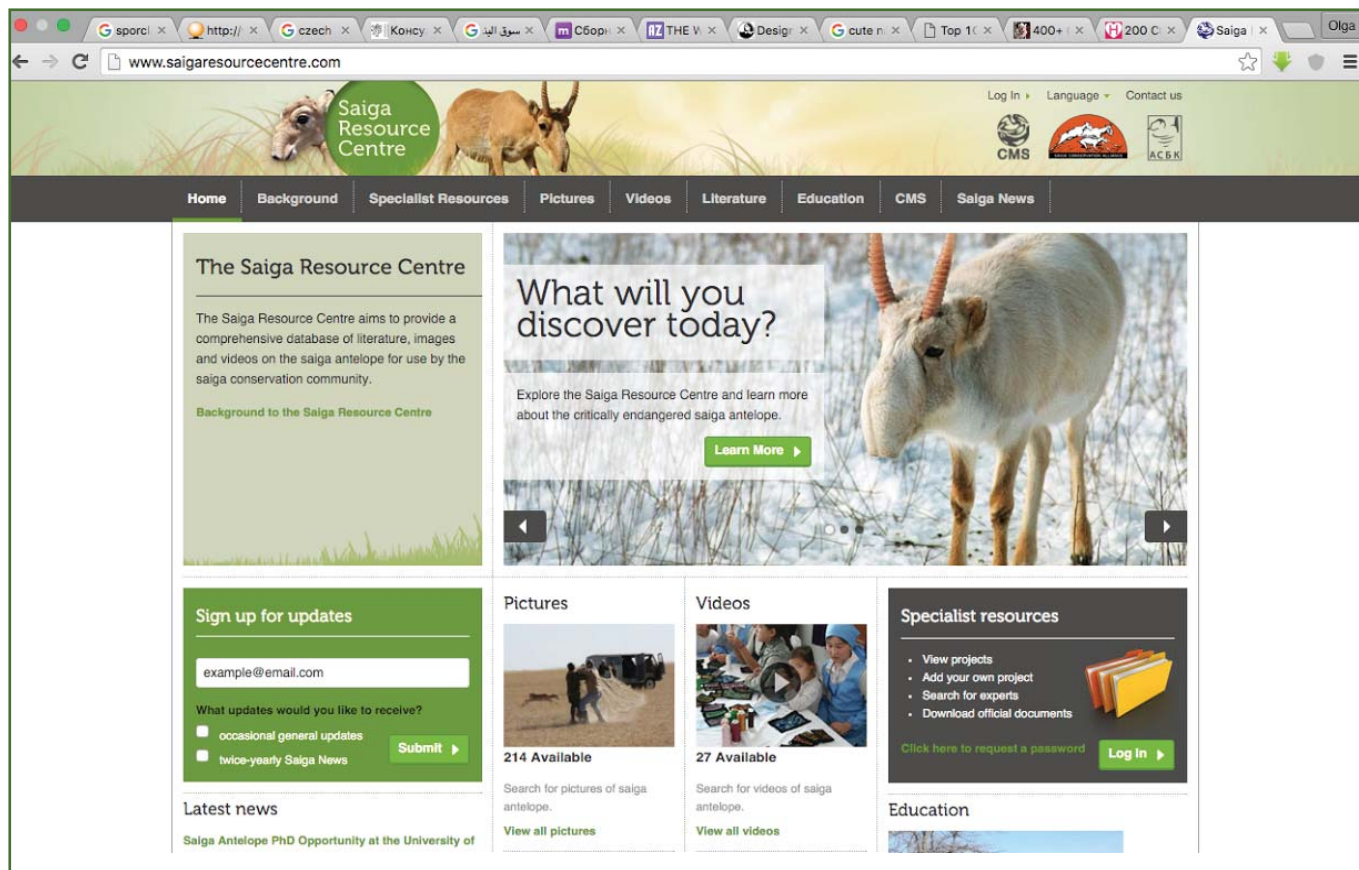 sporcl
http://
czech
Консу
سوق اليذ
Сборн
THE V
Desigr
cute n
Top 1(
400+
200 C
Saiga
Olga
www.saigaresourcecentre.com
Saiga
Resource
Centre
Log In
Language
Contact us
CMS
SAIGA CONSERVATION ALLIANCE
АСБК
Home
Background
Specialist Resources
Pictures
Videos
Literature
Education
CMS
Saiga News
The Saiga Resource Centre
The Saiga Resource Centre aims to provide a
comprehensive database of literature, images
and videos on the saiga antelope for use by the
saiga conservation community.
Background to the Saiga Resource Centre
What will you
discover today?
Explore the Saiga Resource Centre and learn more
about the critically endangered saiga antelope.
Learn More
Sign up for updates
example@email.com
What updates would you like to receive?
occasional general updates
twice-yearly Saiga News
Submit
Latest news
Saiga Antelope PhD Opportunity at the University of
Pictures
214 Available
Search for pictures of saiga
antelope.
View all pictures
Videos
27 Available
Search for videos of saiga
antelope.
View all videos
Specialist resources
View projects
Add your own project
Search for experts
Download official documents
Click here to request a password
Log In
Education